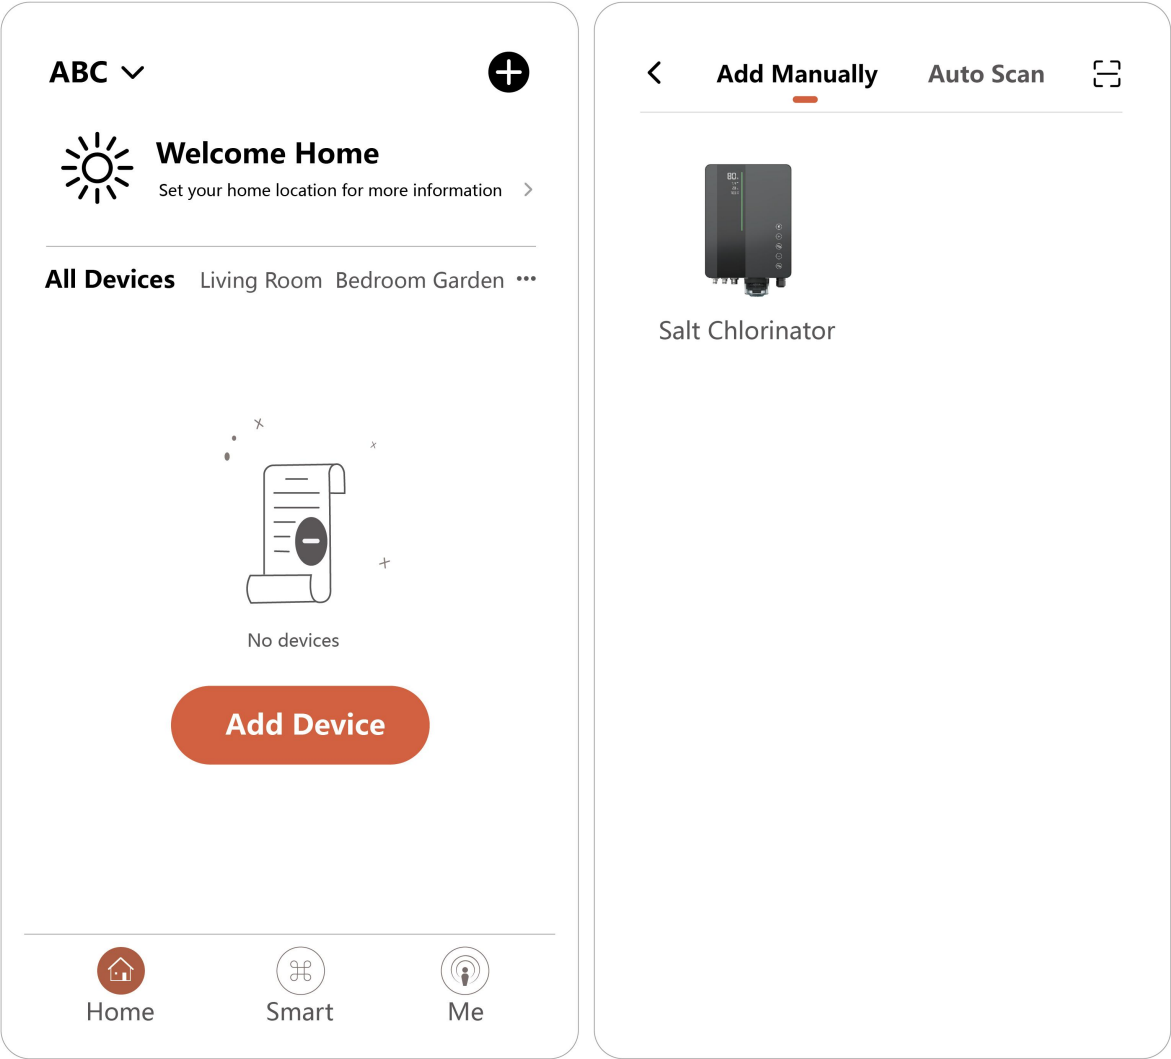 ABC
Welcome Home
Set your home location for more information
All Devices Living Room Bedroom Garden
No devices
Add Device
Home Smart Me
Add Manually Auto Scan
80
Salt Chlorinator